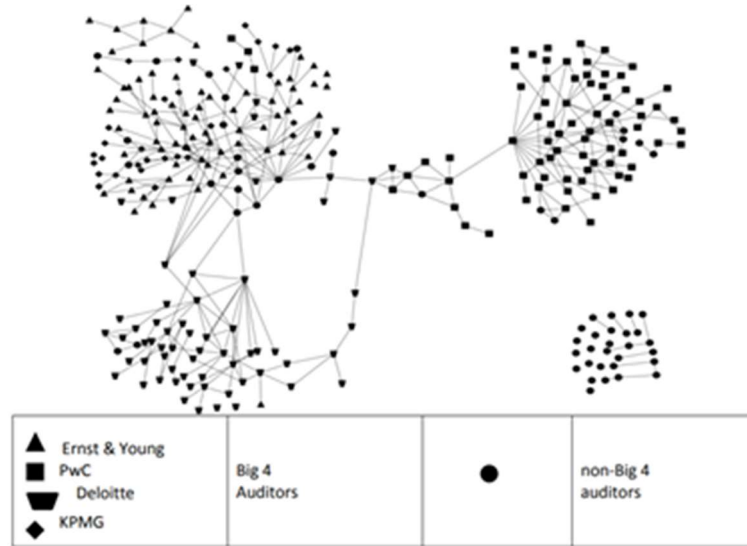 Ernst & Young
PwC
Deloitte
KPMG
Big 4
Auditors
non-Big 4
auditors